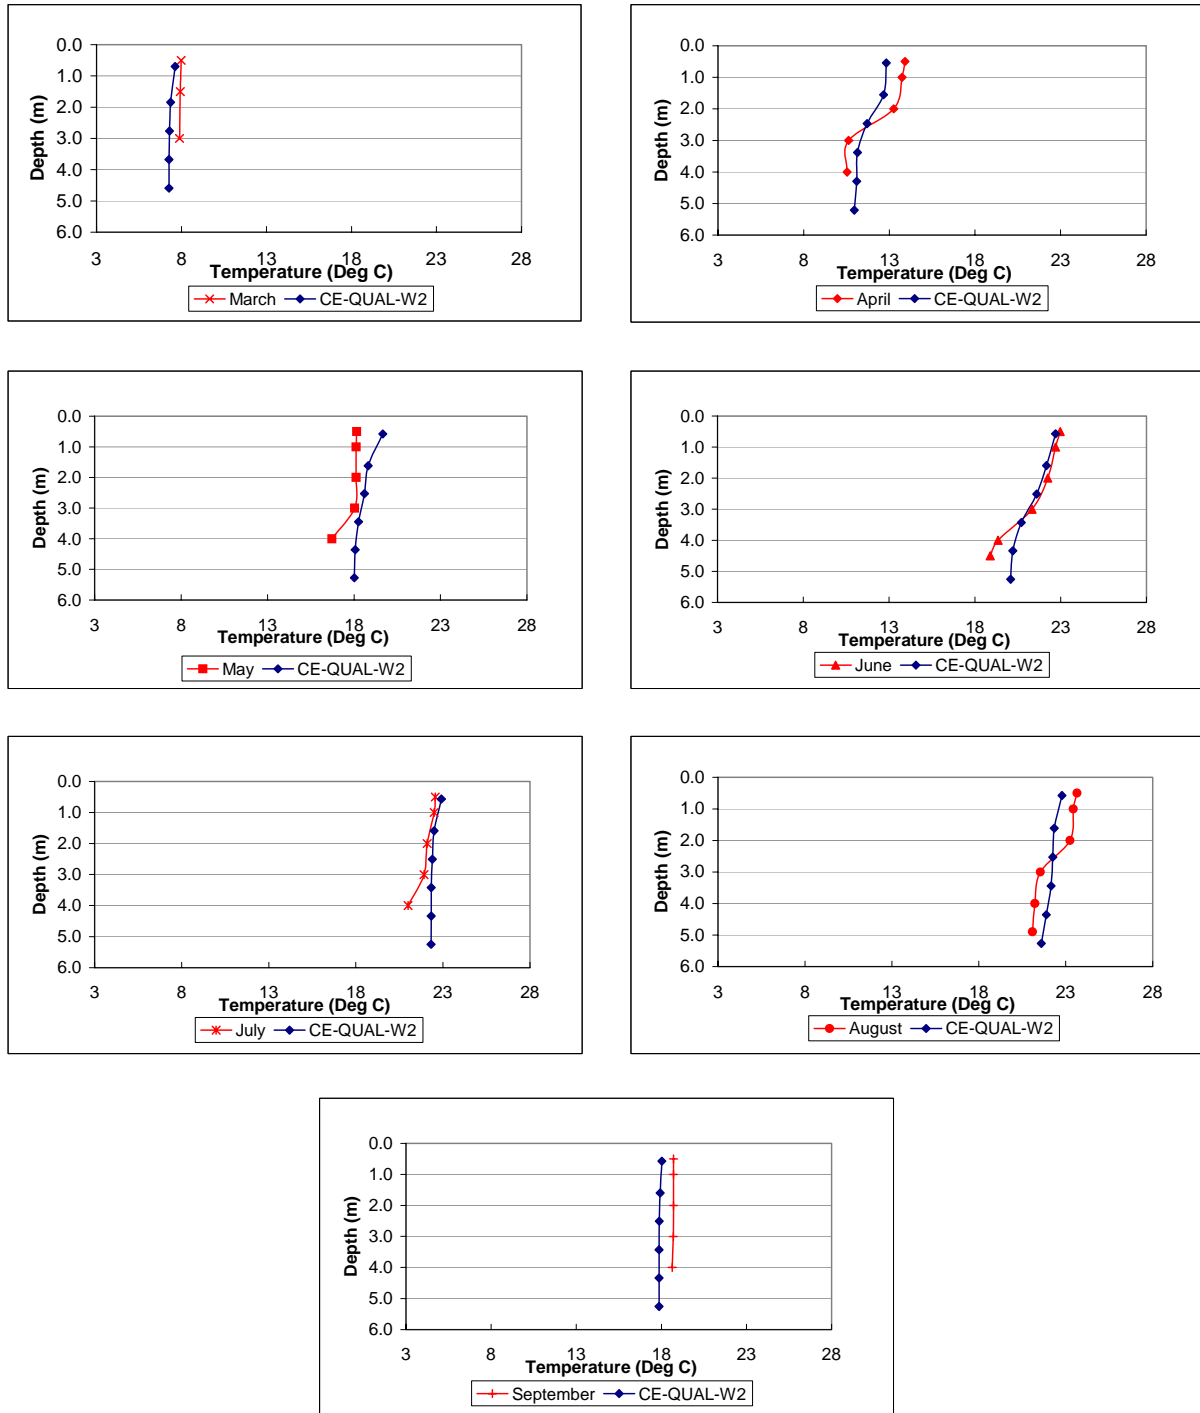 0.0
1.0
2.0
3.0
4.0
5.0
6.0
Depth (m)
3 8 13 18 23 28
Temperature (Deg C)
March CE-QUAL-W2
0.0
1.0
2.0
3.0
4.0
5.0
6.0
Depth (m)
3 8 13 18 23 28
Temperature (Deg C)
April CE-QUAL-W2
0.0
1.0
2.0
3.0
4.0
5.0
6.0
Depth (m)
3 8 13 18 23 28
Temperature (Deg C)
May CE-QUAL-W2
0.0
1.0
2.0
3.0
4.0
5.0
6.0
Depth (m)
3 8 13 18 23 28
Temperature (Deg C)
June CE-QUAL-W2
0.0
1.0
2.0
3.0
4.0
5.0
6.0
Depth (m)
3 8 13 18 23 28
Temperature (Deg C)
July CE-QUAL-W2
0.0
1.0
2.0
3.0
4.0
5.0
6.0
Depth (m)
3 8 13 18 23 28
Temperature (Deg C)
August CE-QUAL-W2
0.0
1.0
2.0
3.0
4.0
5.0
6.0
Depth (m)
3 8 13 18 23 28
Temperature (Deg C)
September CE-QUAL-W2